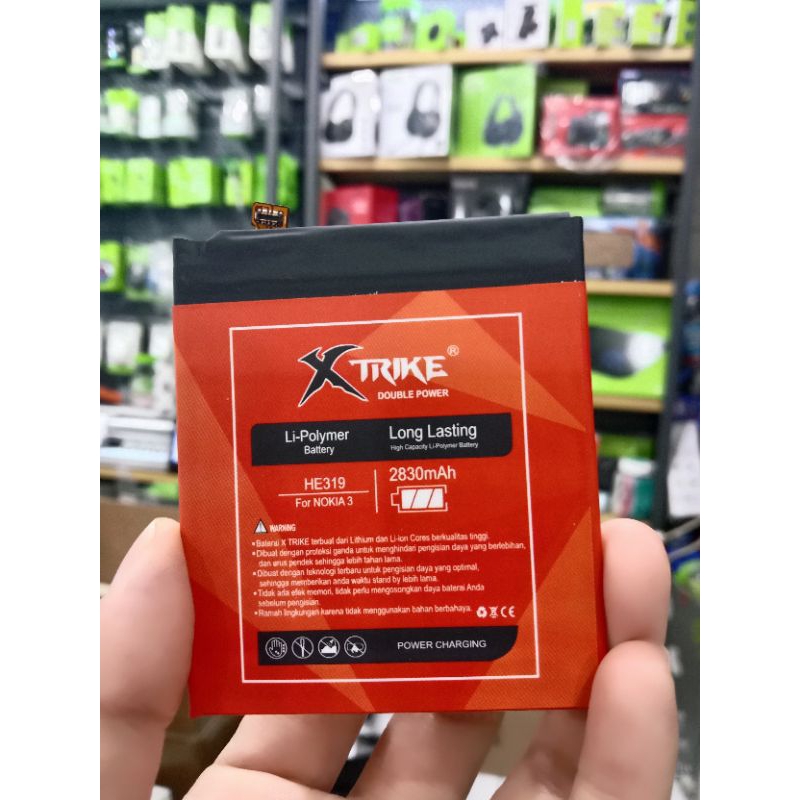 X TRIKE®
DOUBLE POWER
Li-Polymer
Battery
Long Lasting
High Capacity Li-Polymer Battery
HE319
For NOKIA 3
2830mAh
WARNING
• Baterai X TRIKE terbuat dari Lithium dan Li-ion Cores berkualitas tinggi.
• Dibuat dengan proteksi ganda untuk menghindari pengisian daya yang berlebihan,
dan arus pendek sehingga lebih tahan lama.
• Dibuat dengan teknologi terbaru untuk pengisian daya yang optimal,
sehingga memberikan anda waktu stand by lebih lama.
• Tidak ada efek memori, tidak perlu mengosongkan daya baterai Anda
sebelum pengisian.
• Ramah lingkungan karena tidak menggunakan bahan berbahaya.
CE
POWER CHARGING